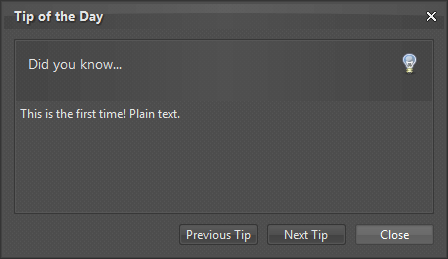 Tip of the Day
Did you know...
This is the first time! Plain text.
Previous Tip
Next Tip
Close